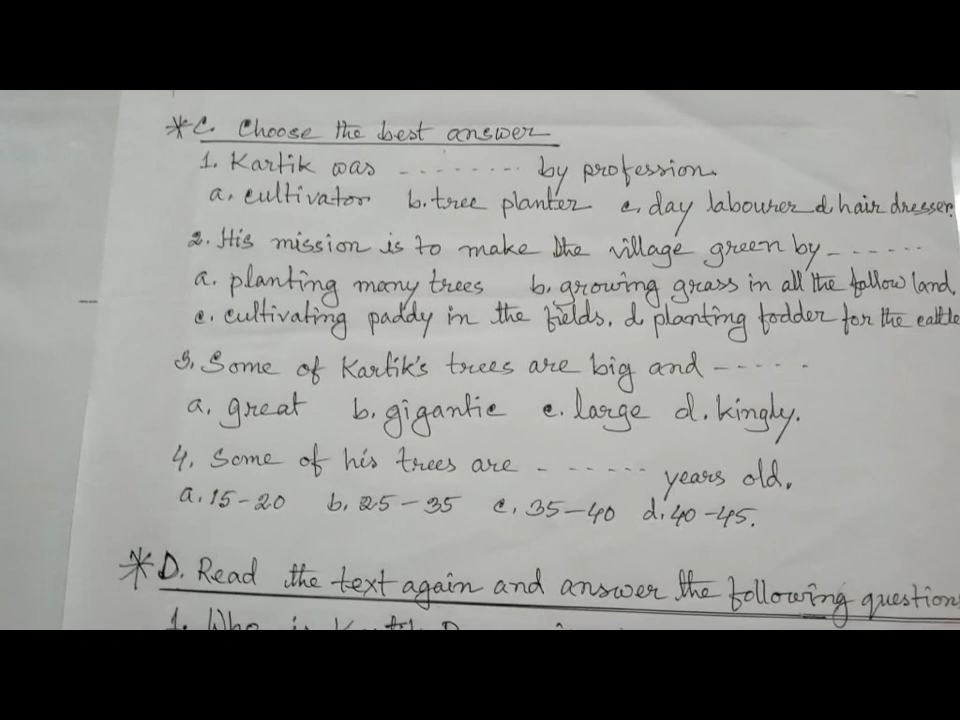 *C. Choose the best answer
1. Kartik was ........ by profession.
a. cultivator b. tree planter c. day labourer d. hair dresser.
2. His mission is to make the village green by ......
a. planting many trees b. growing grass in all the fallow land.
c. cultivating paddy in the fields. d. planting fodder for the cattle
3. Some of Kartik's trees are big and ......
a. great b. gigantic c. large d. kingly.
4. Some of his trees are ....... years old.
a. 15-20 b. 25-35 c. 35-40 d. 40-45.
*D. Read the text again and answer the following questions
1. Who is